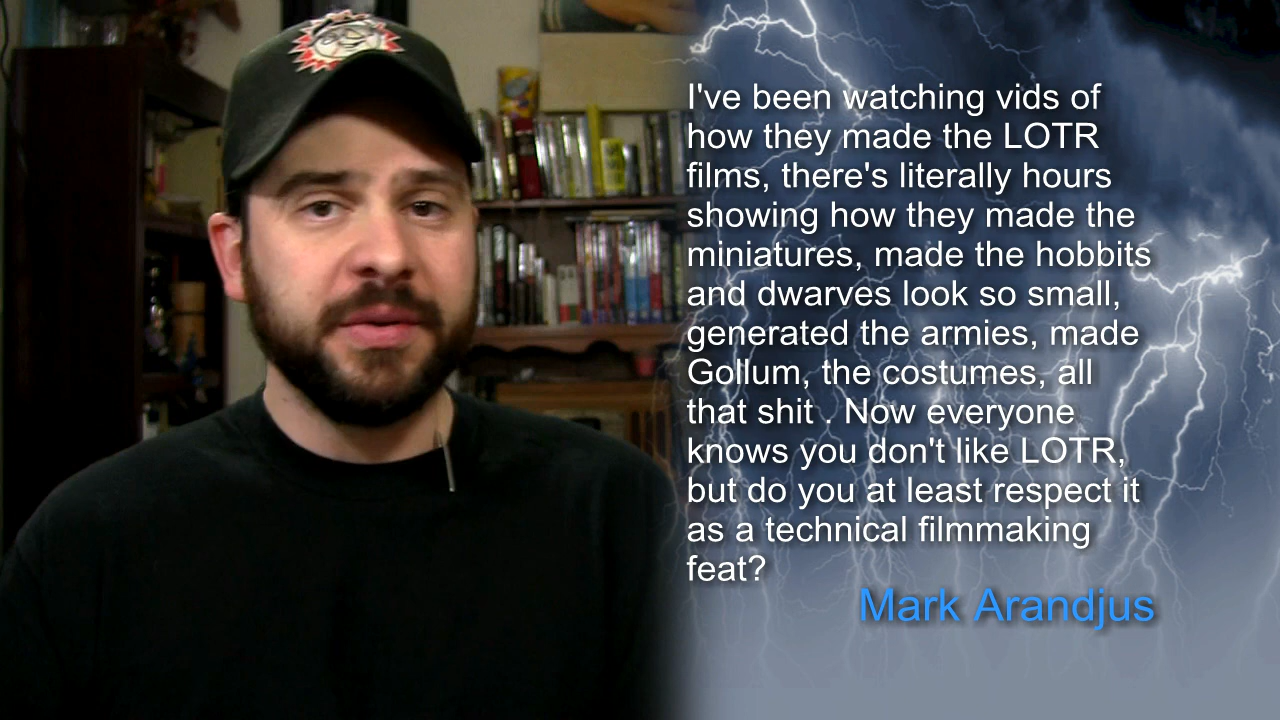 I've been watching vids of
how they made the LOTR
films, there's literally hours
showing how they made the
miniatures, made the hobbits
and dwarves look so small,
generated the armies, made
Gollum, the costumes, all
that shit . Now everyone
knows you don't like LOTR,
but do you at least respect it
as a technical filmmaking
feat?
Mark Arandjus